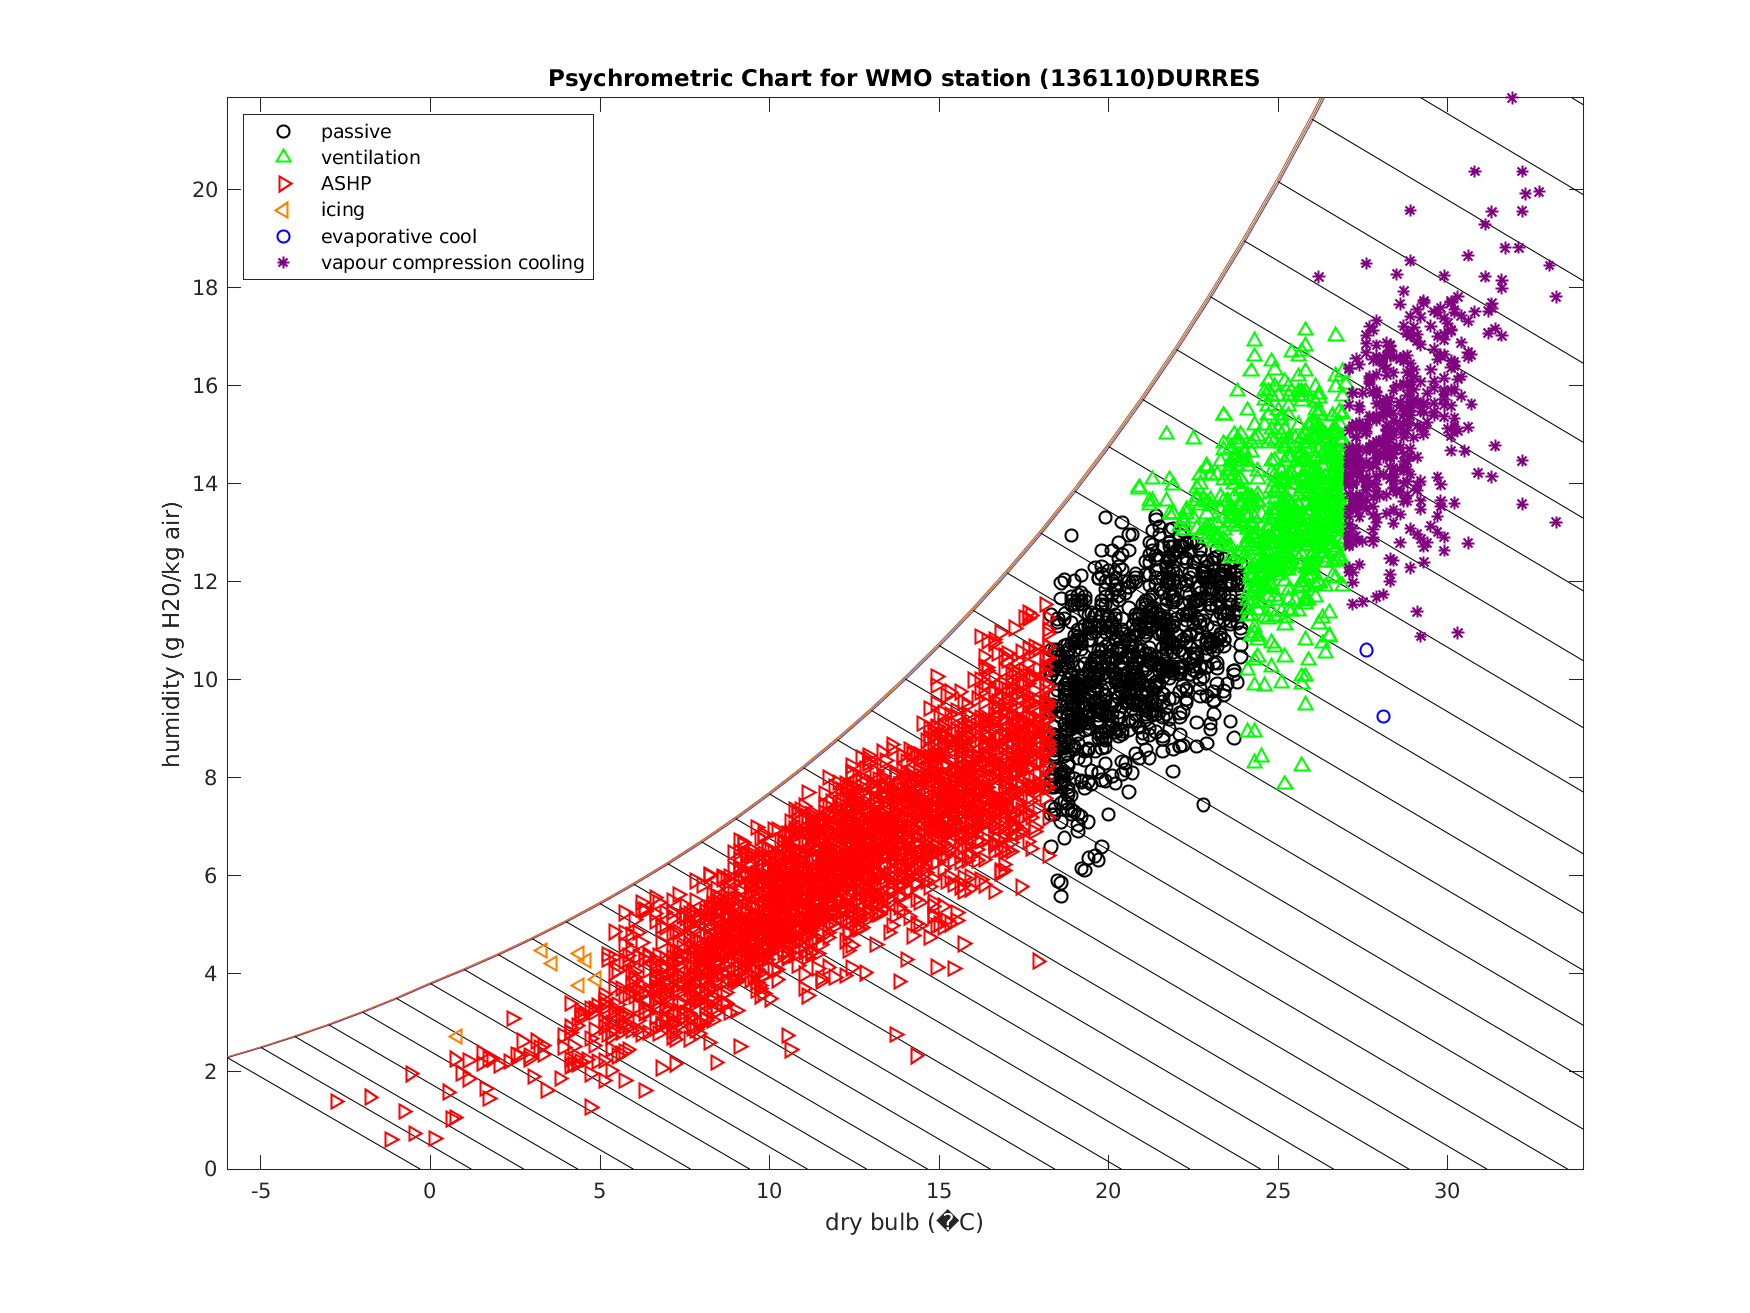 Psychrometric Chart for WMO station (136110)DURRES
passive
ventilation
ASHP
icing
evaporative cool
vapour compression cooling
humidity (g H20/kg air)
20
18
16
14
12
10
8
6
4
2
0
-5 0 5 10 15 20 25 30
dry bulb (�C)